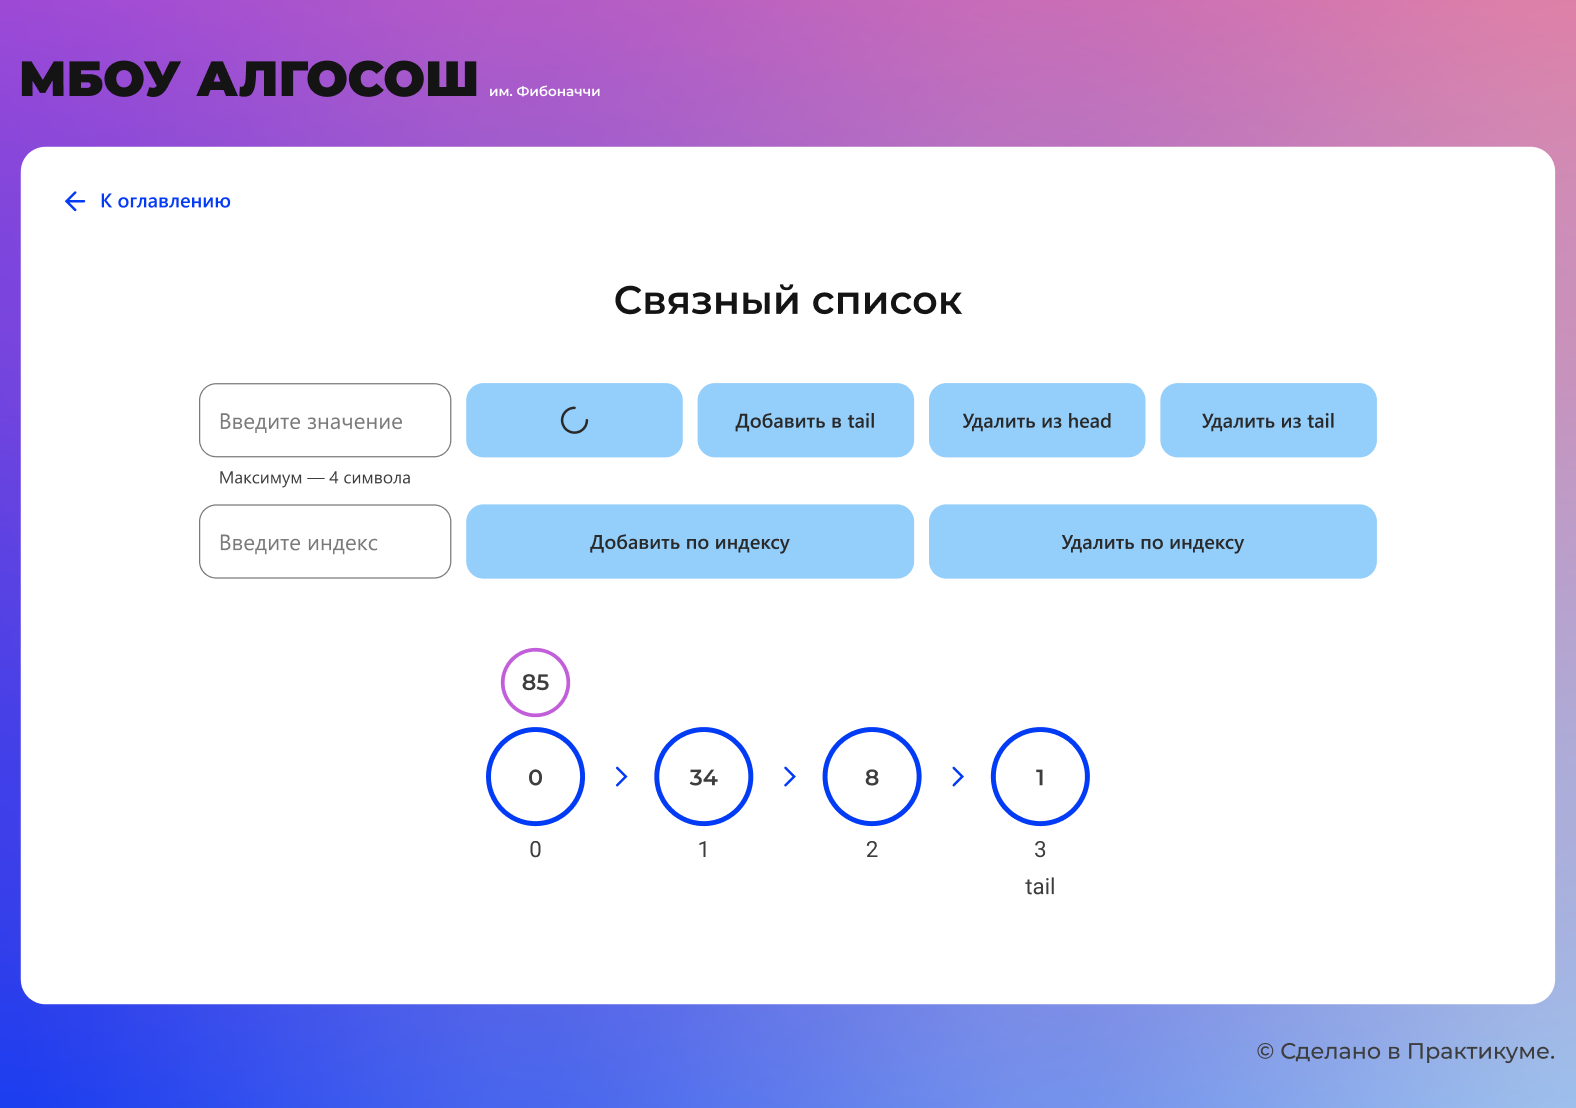 МБОУ АЛГОСОШ им. Фибоначчи
К оглавлению
Связный список
Введите значение
Добавить в tail
Удалить из head
Удалить из tail
Максимум — 4 символа
Введите индекс
Добавить по индексу
Удалить по индексу
85
0 > 34 > 8 > 1
0 1 2 3
tail
© Сделано в Практикуме.